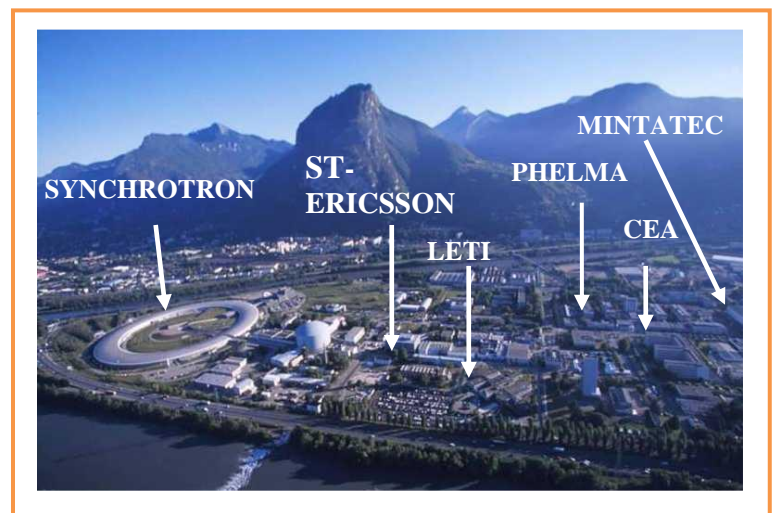 MINTATEC
ST-
ERICSSON
SYNCHROTRON
PHELMA
CEA
LETI